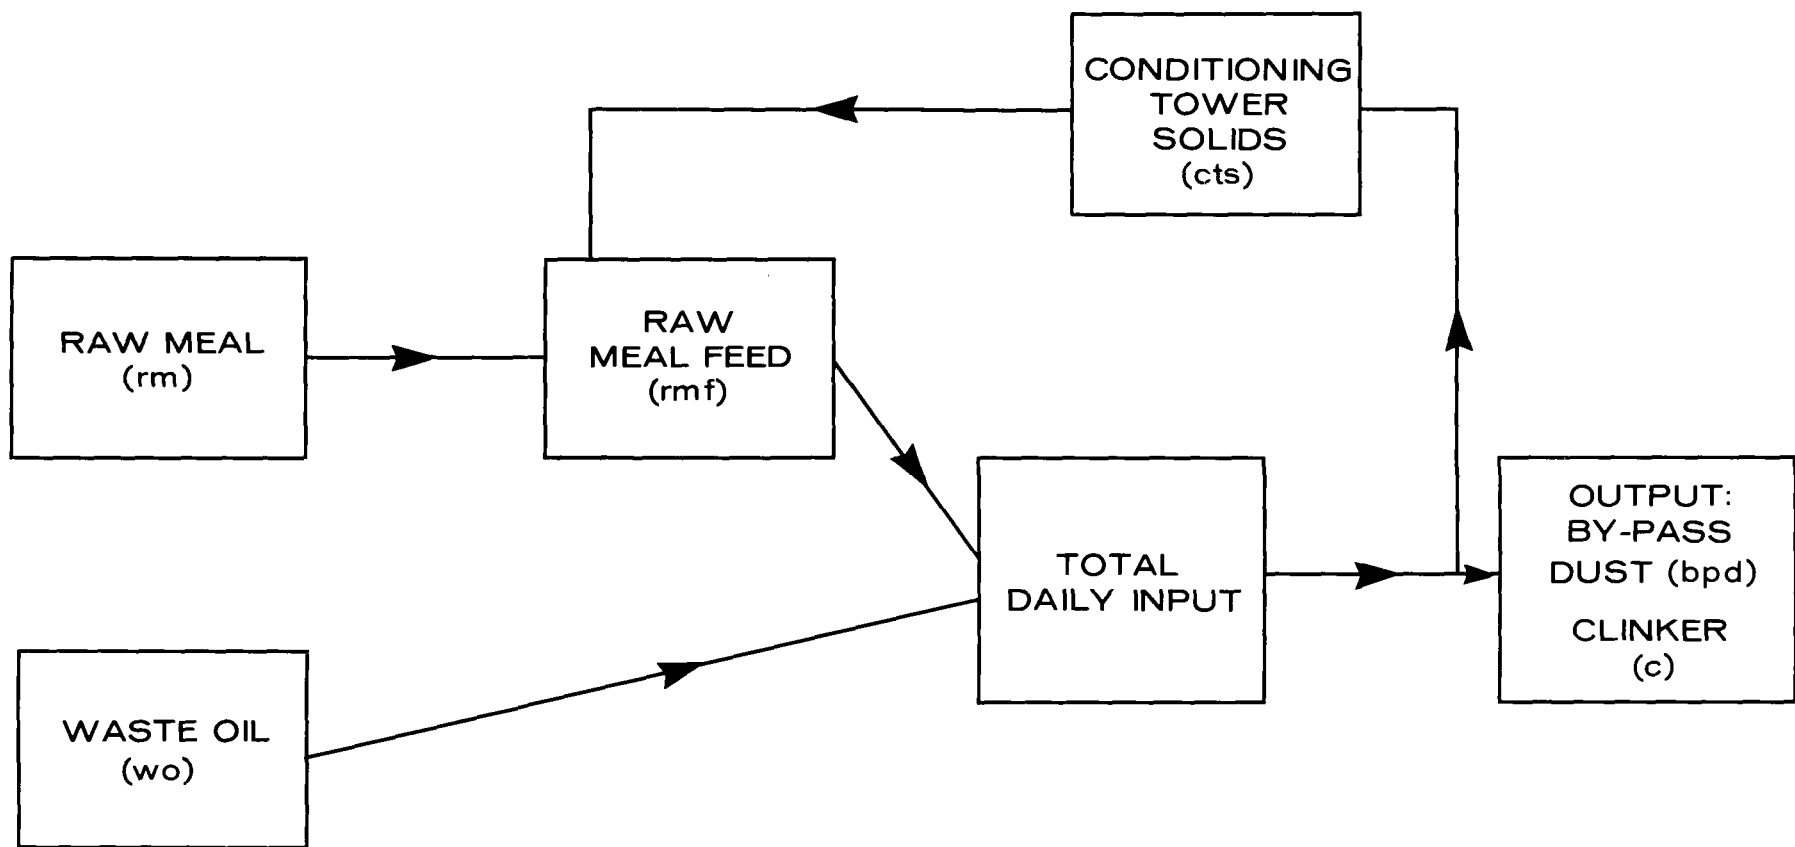 CONDITIONING
TOWER
SOLIDS
(cts)
RAW MEAL
(rm)
RAW
MEAL FEED
(rmf)
TOTAL
DAILY INPUT
OUTPUT:
BY-PASS
DUST (bpd)
CLINKER
(c)
WASTE OIL
(wo)